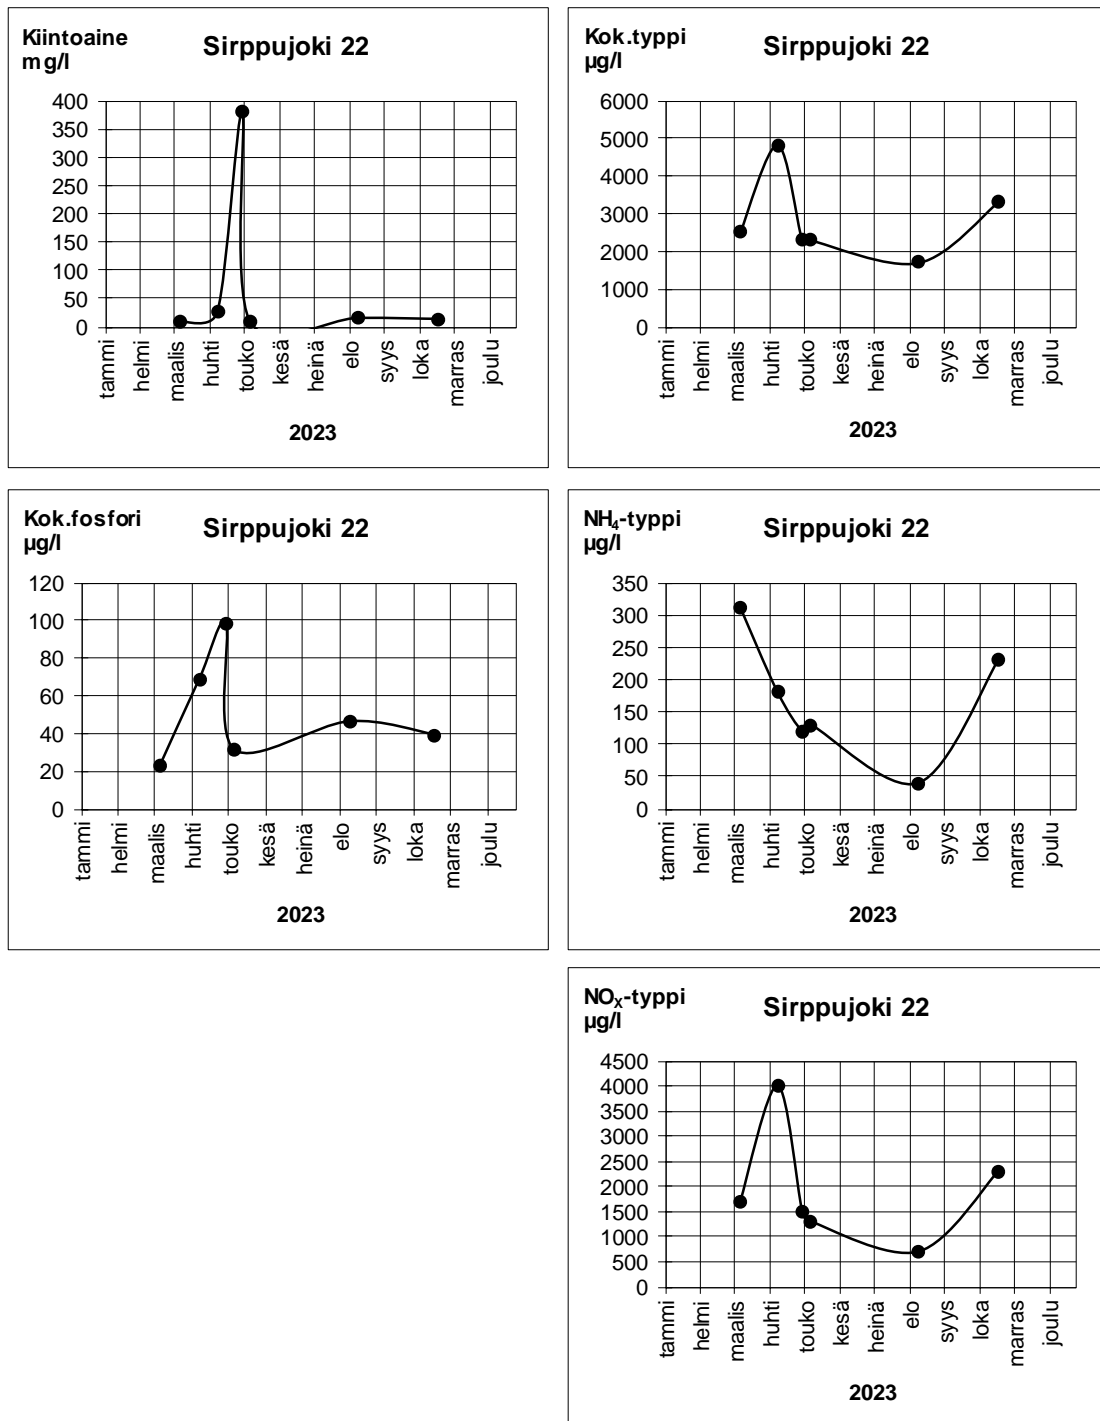 Kiintoaine
mg/l
Sirppujoki 22
400
350
300
250
200
150
100
50
0
tammi
helmi
maalis
huhti
touko
kesä
heinä
elo
syys
loka
marras
joulu
2023
Kok.typpi
µg/l
Sirppujoki 22
6000
5000
4000
3000
2000
1000
0
tammi
helmi
maalis
huhti
touko
kesä
heinä
elo
syys
loka
marras
joulu
2023
Kok.fosfori
µg/l
Sirppujoki 22
120
100
80
60
40
20
0
tammi
helmi
maalis
huhti
touko
kesä
heinä
elo
syys
loka
marras
joulu
2023
NH₄-typpi
µg/l
Sirppujoki 22
350
300
250
200
150
100
50
0
tammi
helmi
maalis
huhti
touko
kesä
heinä
elo
syys
loka
marras
joulu
2023
NOₓ-typpi
µg/l
Sirppujoki 22
4500
4000
3500
3000
2500
2000
1500
1000
500
0
tammi
helmi
maalis
huhti
touko
kesä
heinä
elo
syys
loka
marras
joulu
2023